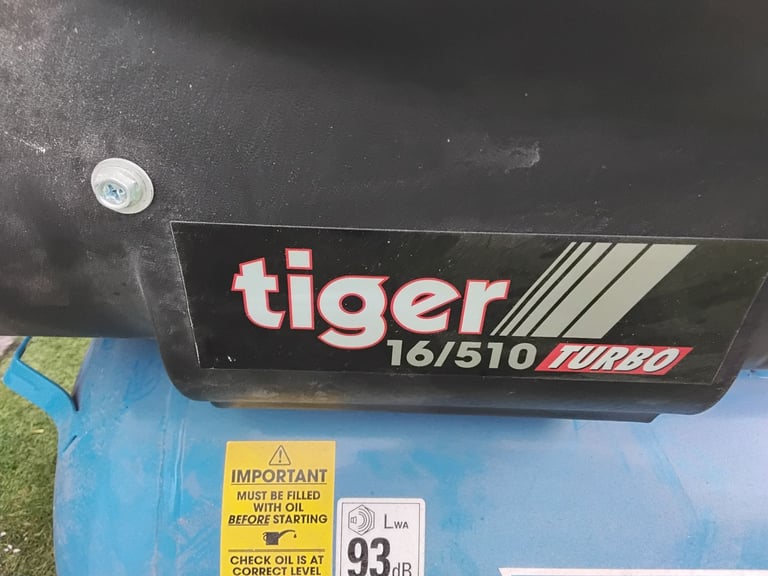 tiger
16/510 TURBO
IMPORTANT
MUST BE FILLED
WITH OIL
BEFORE STARTING
CHECK OIL IS AT
CORRECT LEVEL
LWA
93dB